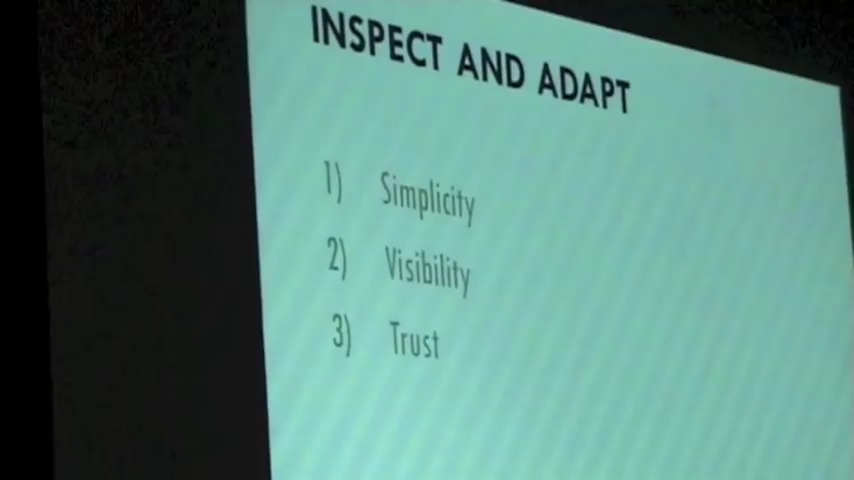 INSPECT AND ADAPT
1) Simplicity
2) Visibility
3) Trust